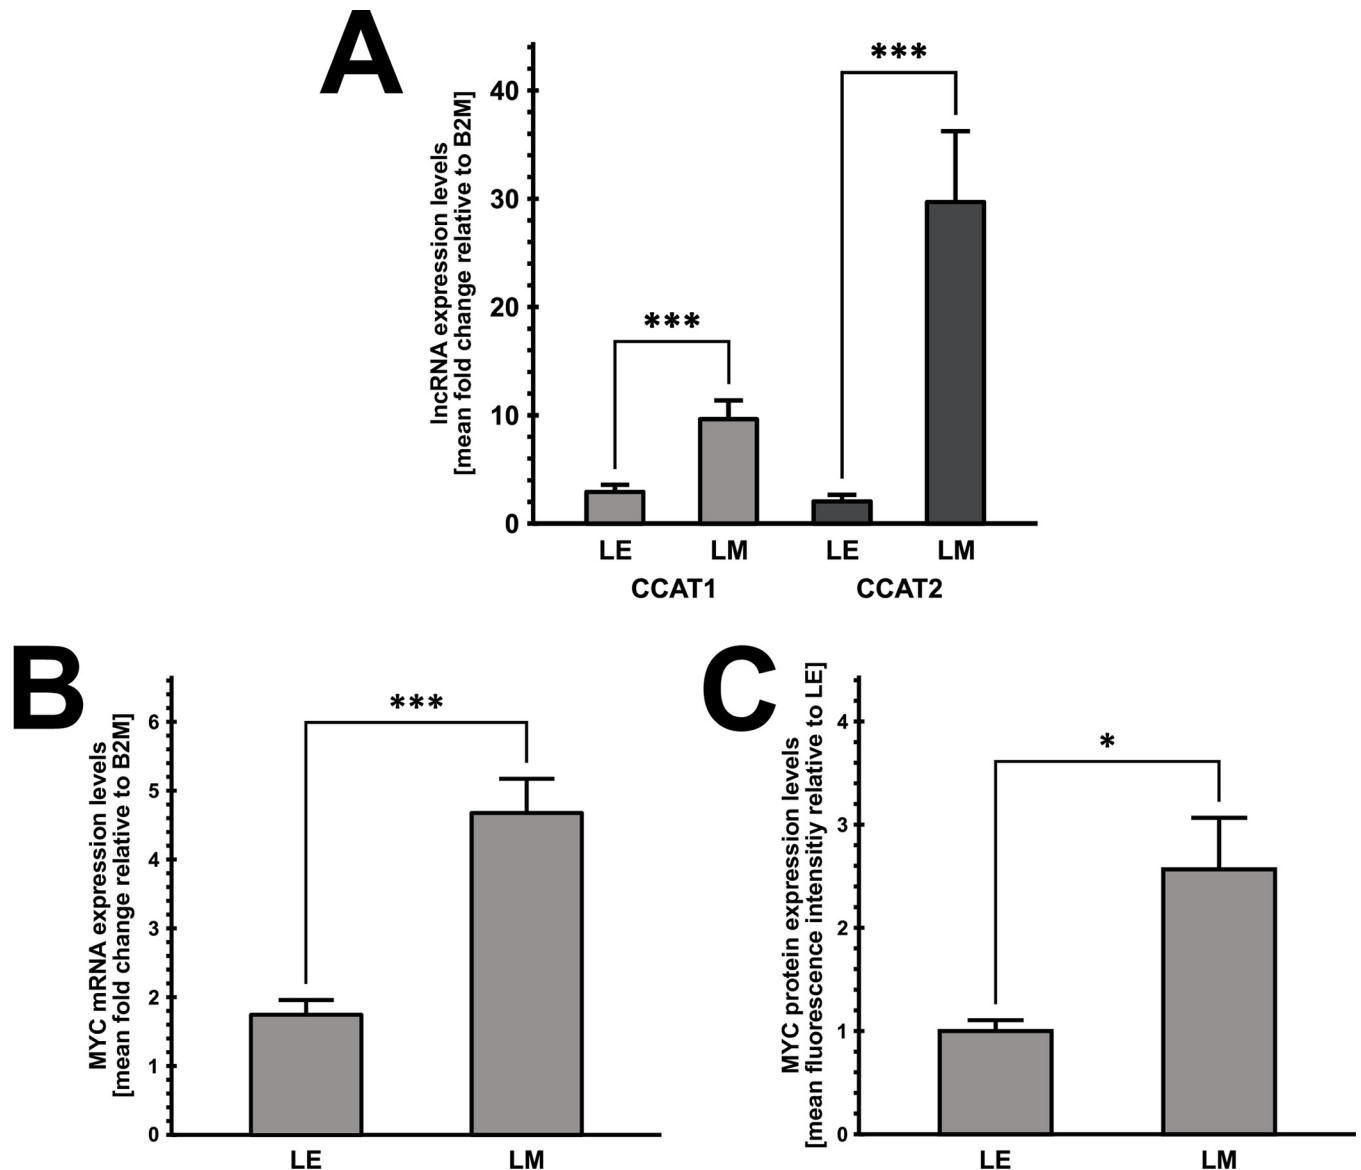 A
lncRNA expression levels
[mean fold change relative to B2M]
40
30
20
10
0
***
***
LE LM LE LM
CCAT1 CCAT2
B
MYC mRNA expression levels
[mean fold change relative to B2M]
6
5
4
3
2
1
0
***
LE LM
C
MYC protein expression levels
[mean fluorescence intensitiy relative to LE]
4
3
2
1
0
*
LE LM